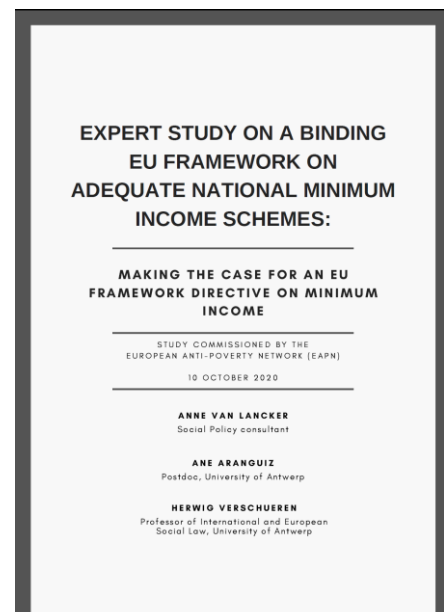 EXPERT STUDY ON A BINDING
EU FRAMEWORK ON
ADEQUATE NATIONAL MINIMUM
INCOME SCHEMES:
MAKING THE CASE FOR AN EU
FRAMEWORK DIRECTIVE ON MINIMUM
INCOME
STUDY COMMISSIONED BY THE
EUROPEAN ANTI-POVERTY NETWORK (EAPN)
10 OCTOBER 2020
ANNE VAN LANCKER
Social Policy consultant
ANE ARANGUIZ
Postdoc, University of Antwerp
HERWIG VERSCHUEREN
Professor of International and European
Social Law, University of Antwerp